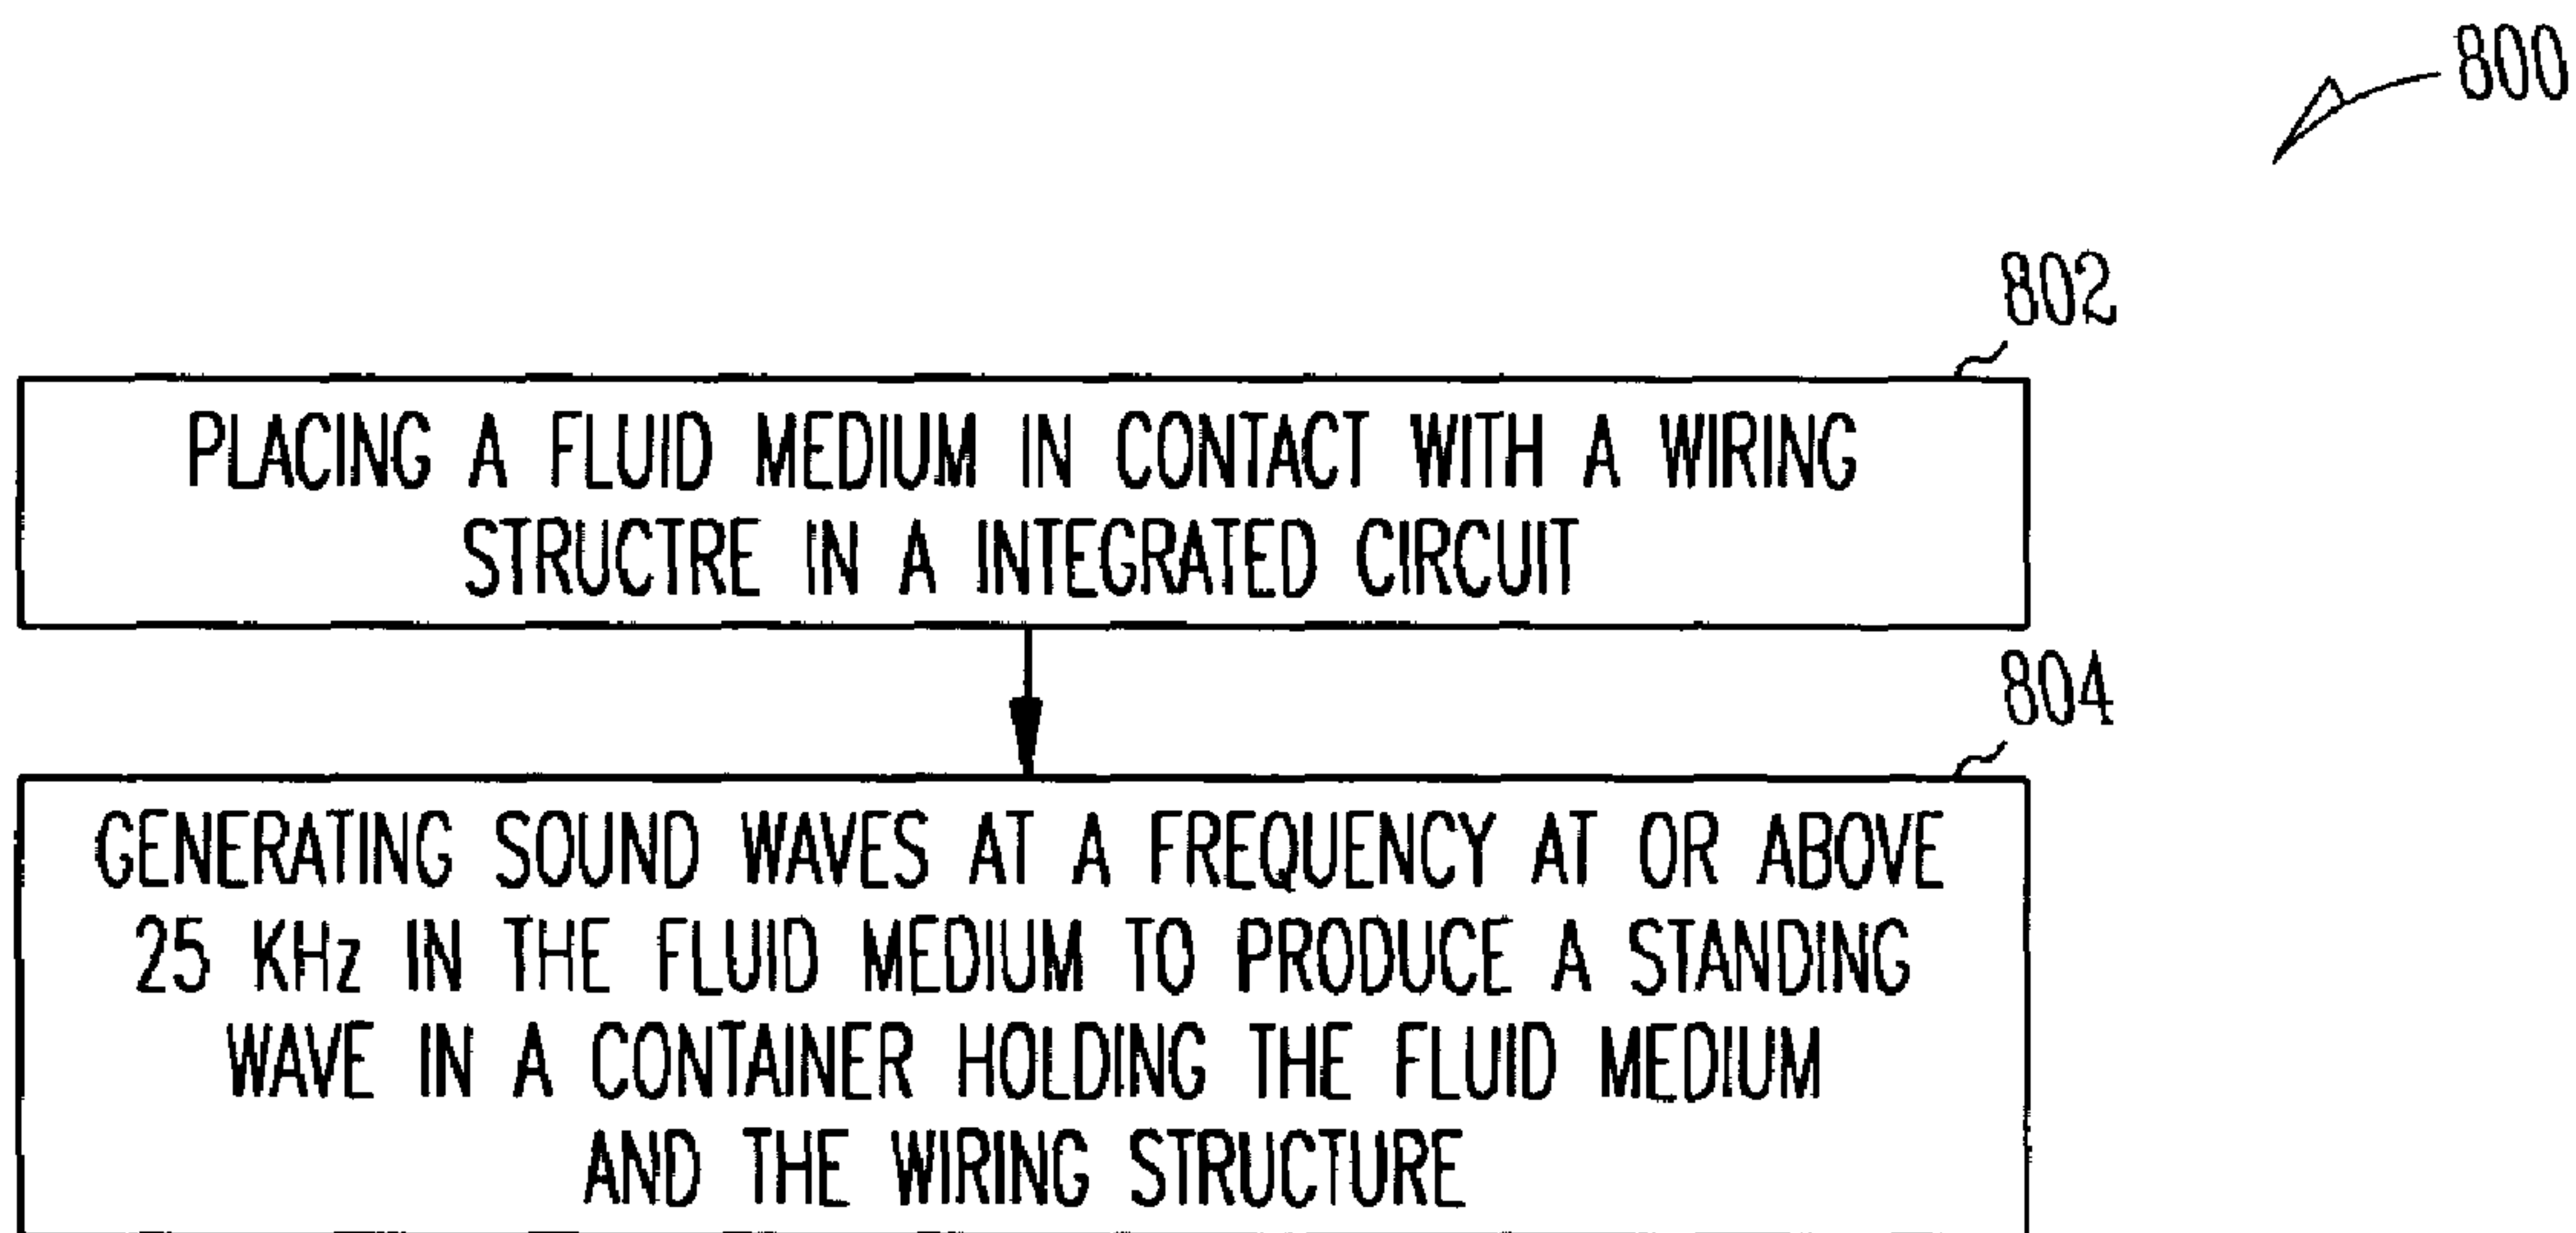 800
802
PLACING A FLUID MEDIUM IN CONTACT WITH A WIRING
STRUCTRE IN A INTEGRATED CIRCUIT
804
GENERATING SOUND WAVES AT A FREQUENCY AT OR ABOVE
25 KHz IN THE FLUID MEDIUM TO PRODUCE A STANDING
WAVE IN A CONTAINER HOLDING THE FLUID MEDIUM
AND THE WIRING STRUCTURE